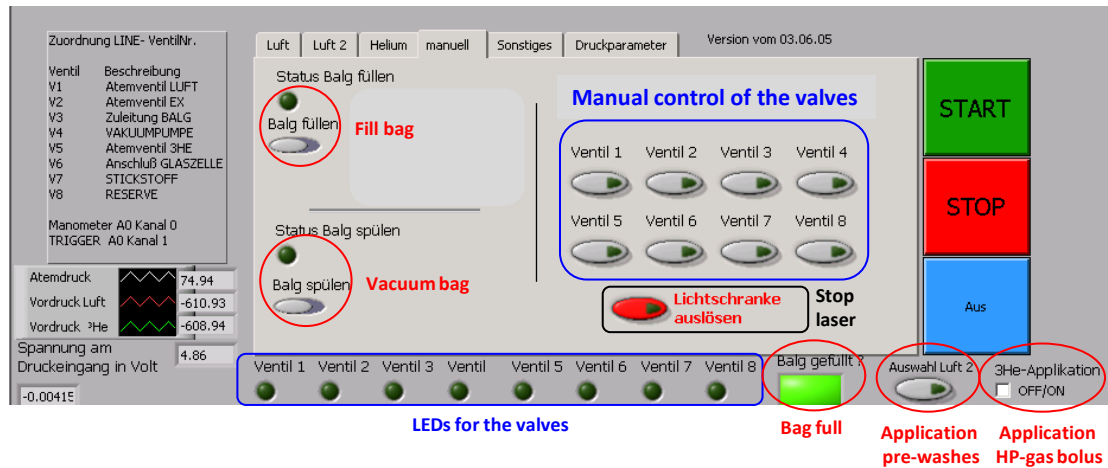 Zuordnung LINE- VentilNr.
Ventil Beschreibung
V1 Atemventil LUFT
V2 Atemventil EX
V3 Zuleitung BALG
V4 VAKUUMPUMPE
V5 Atemventil 3HE
V6 Anschluß GLASZELLE
V7 STICKSTOFF
V8 RESERVE
Manometer A0 Kanal 0
TRIGGER A0 Kanal 1
Atemdruck 74.94
Vordruck Luft -610.93
Vordruck ³He -608.94
Spannung am
Druckeingang in Volt 4.86
-0.00415
Luft Luft 2 Helium manuell Sonstiges Druckparameter Version vom 03.06.05
Status Balg füllen
Balg füllen
Fill bag
Status Balg spülen
Balg spülen
Vacuum bag
Manual control of the valves
Ventil 1 Ventil 2 Ventil 3 Ventil 4
Ventil 5 Ventil 6 Ventil 7 Ventil 8
Lichtschranke
auslösen
Stop
laser
START
STOP
Aus
Ventil 1 Ventil 2 Ventil 3 Ventil Ventil 5 Ventil 6 Ventil 7 Ventil 8
LEDs for the valves
Balg gefüllt ?
Bag full
Auswahl Luft 2
Application
pre-washes
3He-Applikation
OFF/ON
Application
HP-gas bolus